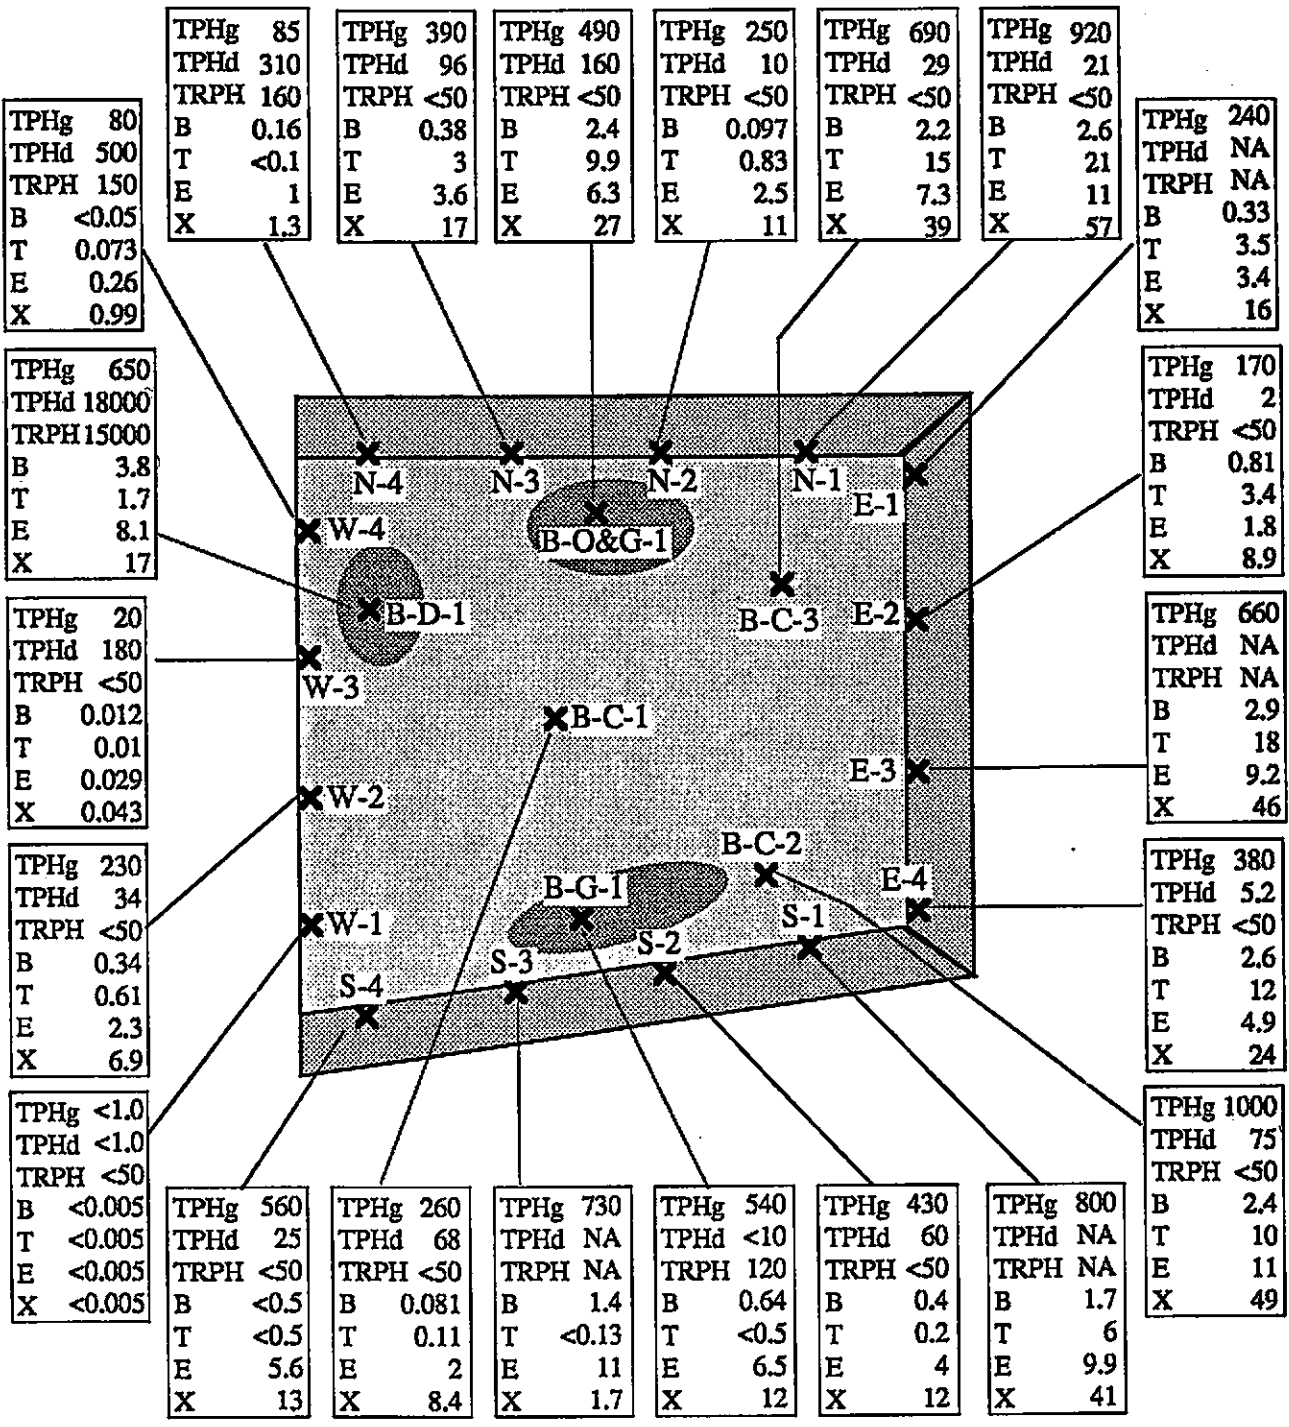 TPHg 85
TPHd 310
TRPH 160
B 0.16
T <0.1
E 1
X 1.3
TPHg 390
TPHd 96
TRPH <50
B 0.38
T 3
E 3.6
X 17
TPHg 490
TPHd 160
TRPH <50
B 2.4
T 9.9
E 6.3
X 27
TPHg 250
TPHd 10
TRPH <50
B 0.097
T 0.83
E 2.5
X 11
TPHg 690
TPHd 29
TRPH <50
B 2.2
T 15
E 7.3
X 39
TPHg 920
TPHd 21
TRPH <50
B 2.6
T 21
E 11
X 57
TPHg 80
TPHd 500
TRPH 150
B <0.05
T 0.073
E 0.26
X 0.99
TPHg 650
TPHd 18000
TRPH 15000
B 3.8
T 1.7
E 8.1
X 17
TPHg 20
TPHd 180
TRPH <50
B 0.012
T 0.01
E 0.029
X 0.043
TPHg 230
TPHd 34
TRPH <50
B 0.34
T 0.61
E 2.3
X 6.9
TPHg <1.0
TPHd <1.0
TRPH <50
B <0.005
T <0.005
E <0.005
X <0.005
N-4
N-3
N-2
N-1
E-1
W-4
B-O&G-1
B-D-1
B-C-3
E-2
W-3
B-C-1
E-3
W-2
B-C-2
E-4
B-G-1
W-1
S-1
S-2
S-3
S-4
TPHg 240
TPHd NA
TRPH NA
B 0.33
T 3.5
E 3.4
X 16
TPHg 170
TPHd 2
TRPH <50
B 0.81
T 3.4
E 1.8
X 8.9
TPHg 660
TPHd NA
TRPH NA
B 2.9
T 18
E 9.2
X 46
TPHg 380
TPHd 5.2
TRPH <50
B 2.6
T 12
E 4.9
X 24
TPHg 1000
TPHd 75
TRPH <50
B 2.4
T 10
E 11
X 49
TPHg 560
TPHd 25
TRPH <50
B <0.5
T <0.5
E 5.6
X 13
TPHg 260
TPHd 68
TRPH <50
B 0.081
T 0.11
E 2
X 8.4
TPHg 730
TPHd NA
TRPH NA
B 1.4
T <0.13
E 11
X 1.7
TPHg 540
TPHd <10
TRPH 120
B 0.64
T <0.5
E 6.5
X 12
TPHg 430
TPHd 60
TRPH <50
B 0.4
T 0.2
E 4
X 12
TPHg 800
TPHd NA
TRPH NA
B 1.7
T 6
E 9.9
X 41